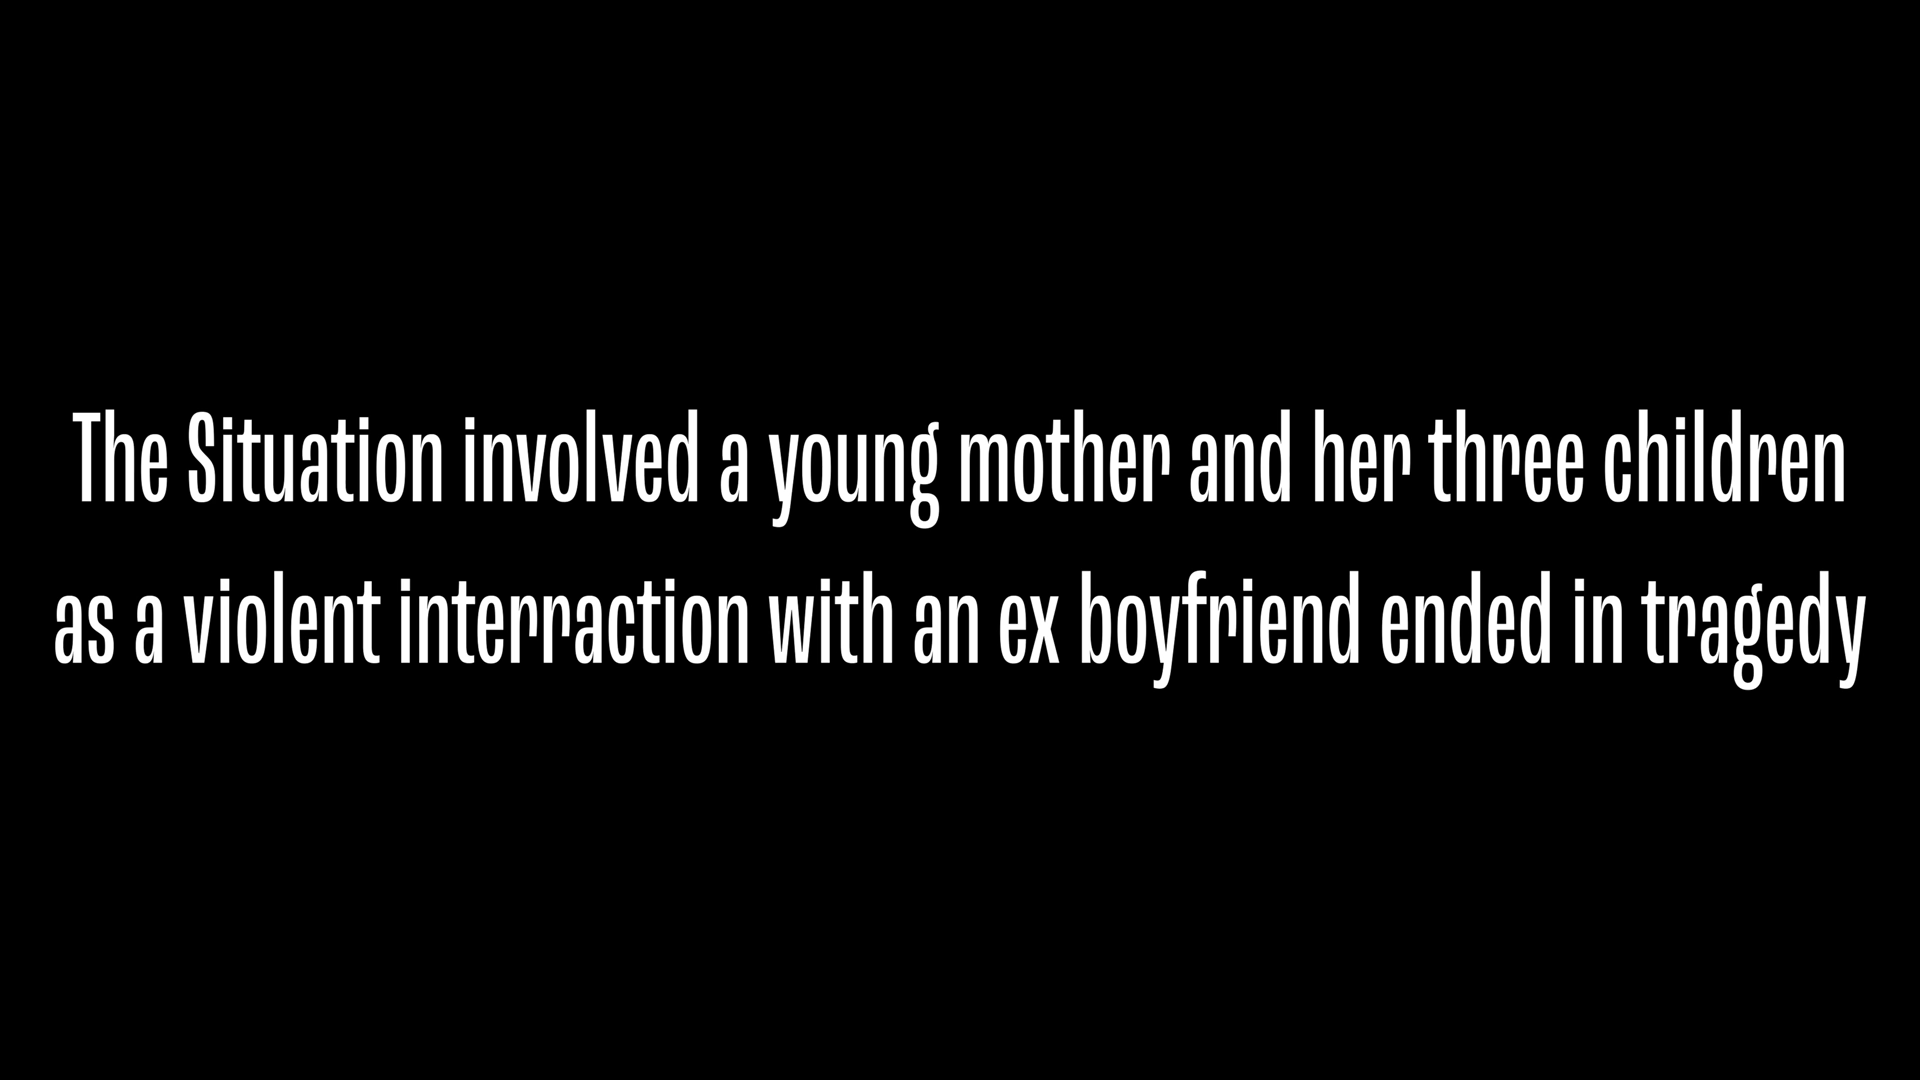 The Situation involved a young mother and her three children
as a violent interraction with an ex boyfriend ended in tragedy